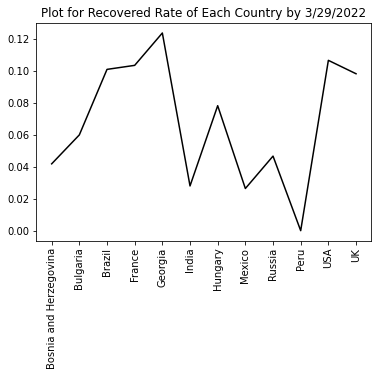 Plot for Recovered Rate of Each Country by 3/29/2022
0.12
0.10
0.08
0.06
0.04
0.02
0.00
Bosnia and Herzegovina
Bulgaria
Brazil
France
Georgia
India
Hungary
Mexico
Russia
Peru
USA
UK